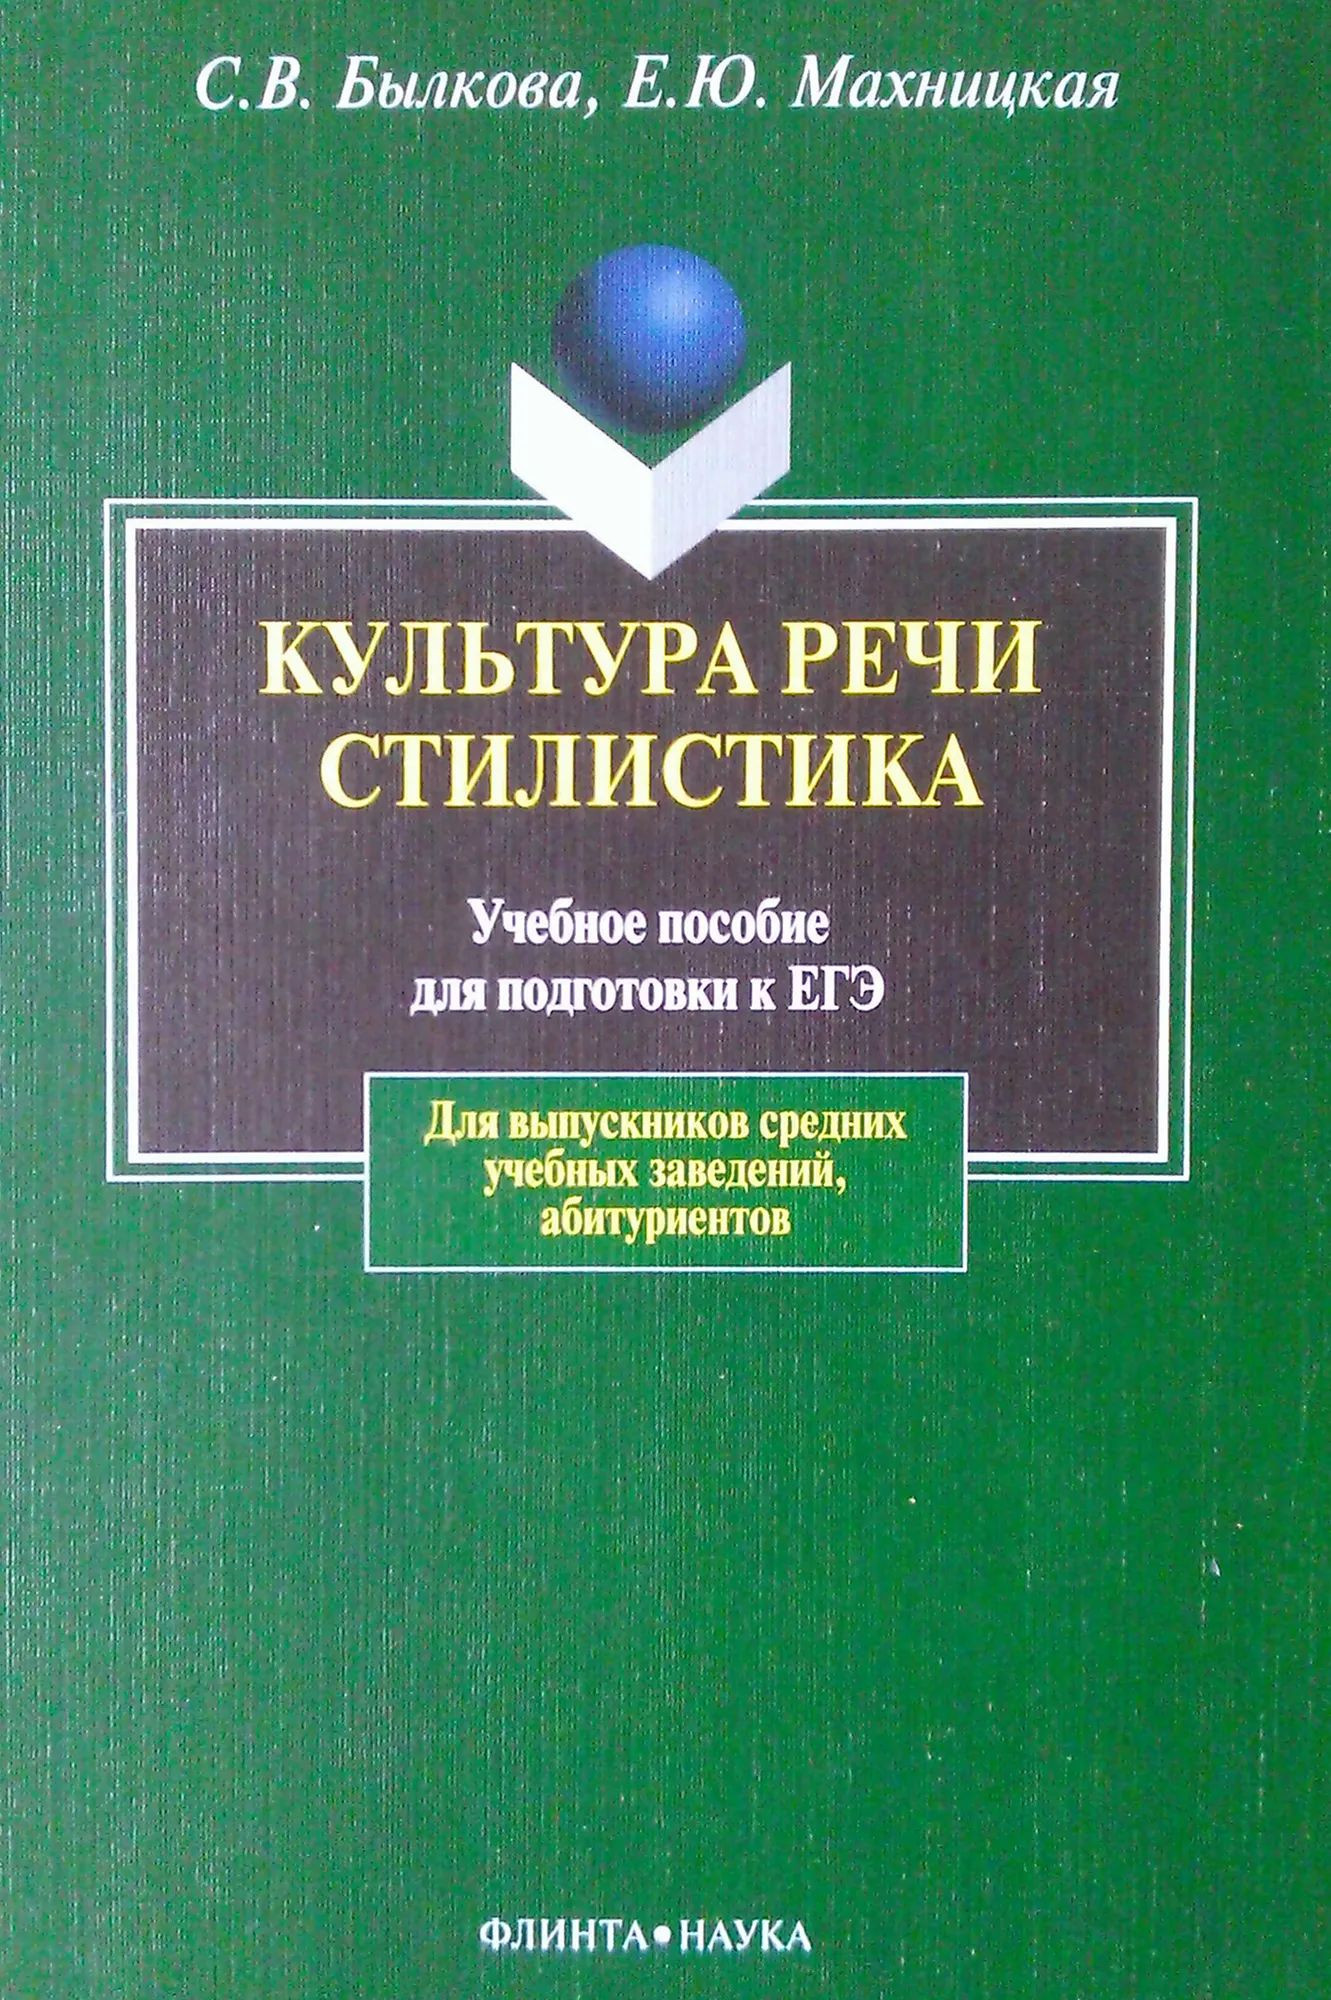 С.В. Былкова, Е.Ю. Махницкая
КУЛЬТУРА РЕЧИ
СТИЛИСТИКА
Учебное пособие
для подготовки к ЕГЭ
Для выпускников средних
учебных заведений,
абитуриентов
ФЛИНТА•НАУКА